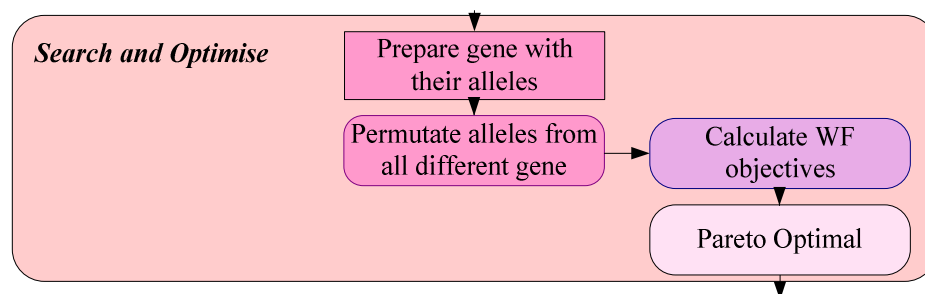 Search and Optimise
Prepare gene with
their alleles
Permutate alleles from
all different gene
Calculate WF
objectives
Pareto Optimal